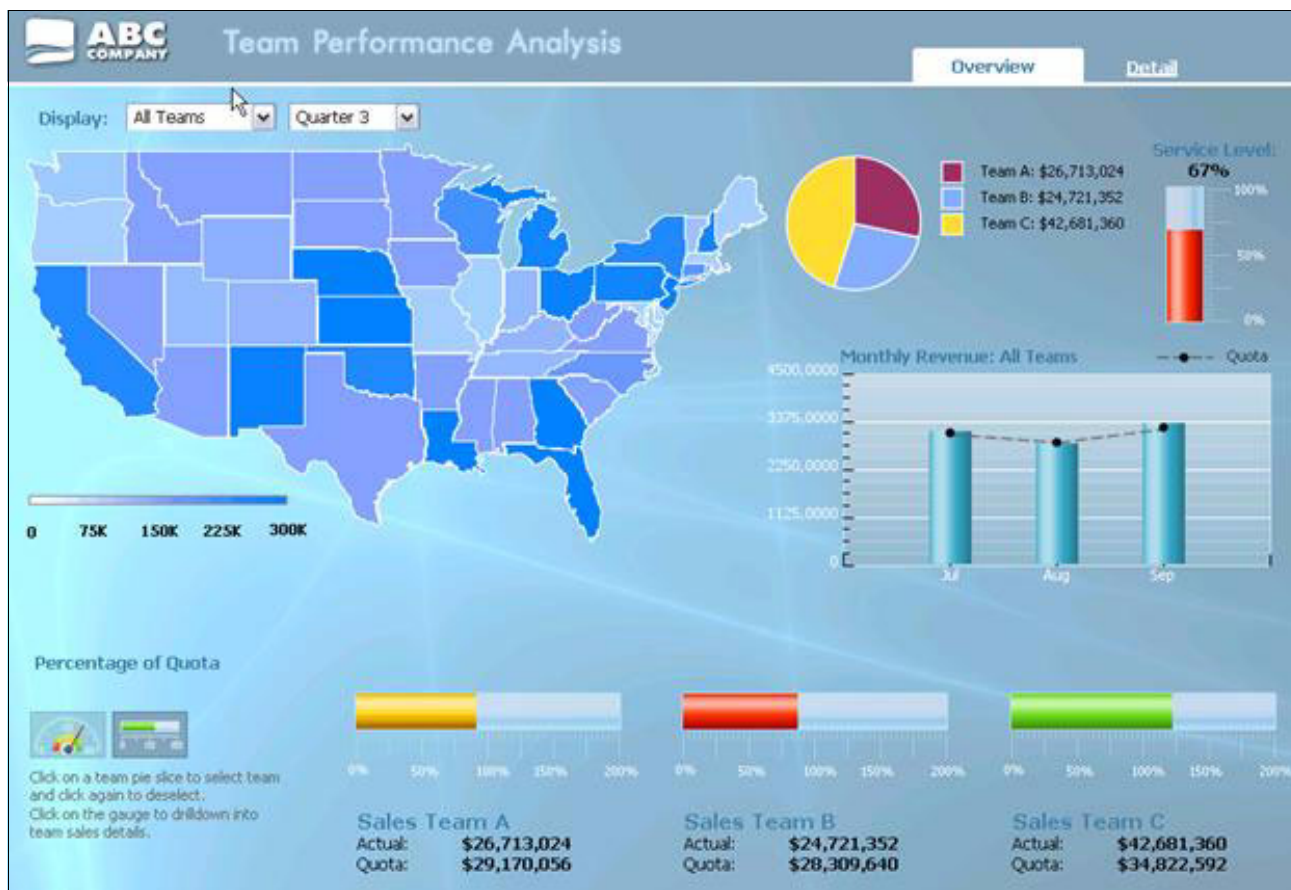 ABC
COMPANY
Team Performance Analysis
Overview
Detail
Display: All Teams Quarter 3
Service Level:
67%
100%
50%
0%
Team A: $26,713,024
Team B: $24,721,352
Team C: $42,681,360
Monthly Revenue: All Teams
Quota
4500,0000
3375,0000
2250,0000
1125,0000
0
Jul Aug Sep
0 75K 150K 225K 300K
Percentage of Quota
Click on a team pie slice to select team
and click again to deselect.
Click on the gauge to drilldown into
team sales details.
0% 50% 100% 150% 200%
Sales Team A
Actual: $26,713,024
Quota: $29,170,056
0% 50% 100% 150% 200%
Sales Team B
Actual: $24,721,352
Quota: $28,309,640
0% 50% 100% 150% 200%
Sales Team C
Actual: $42,681,360
Quota: $34,822,592